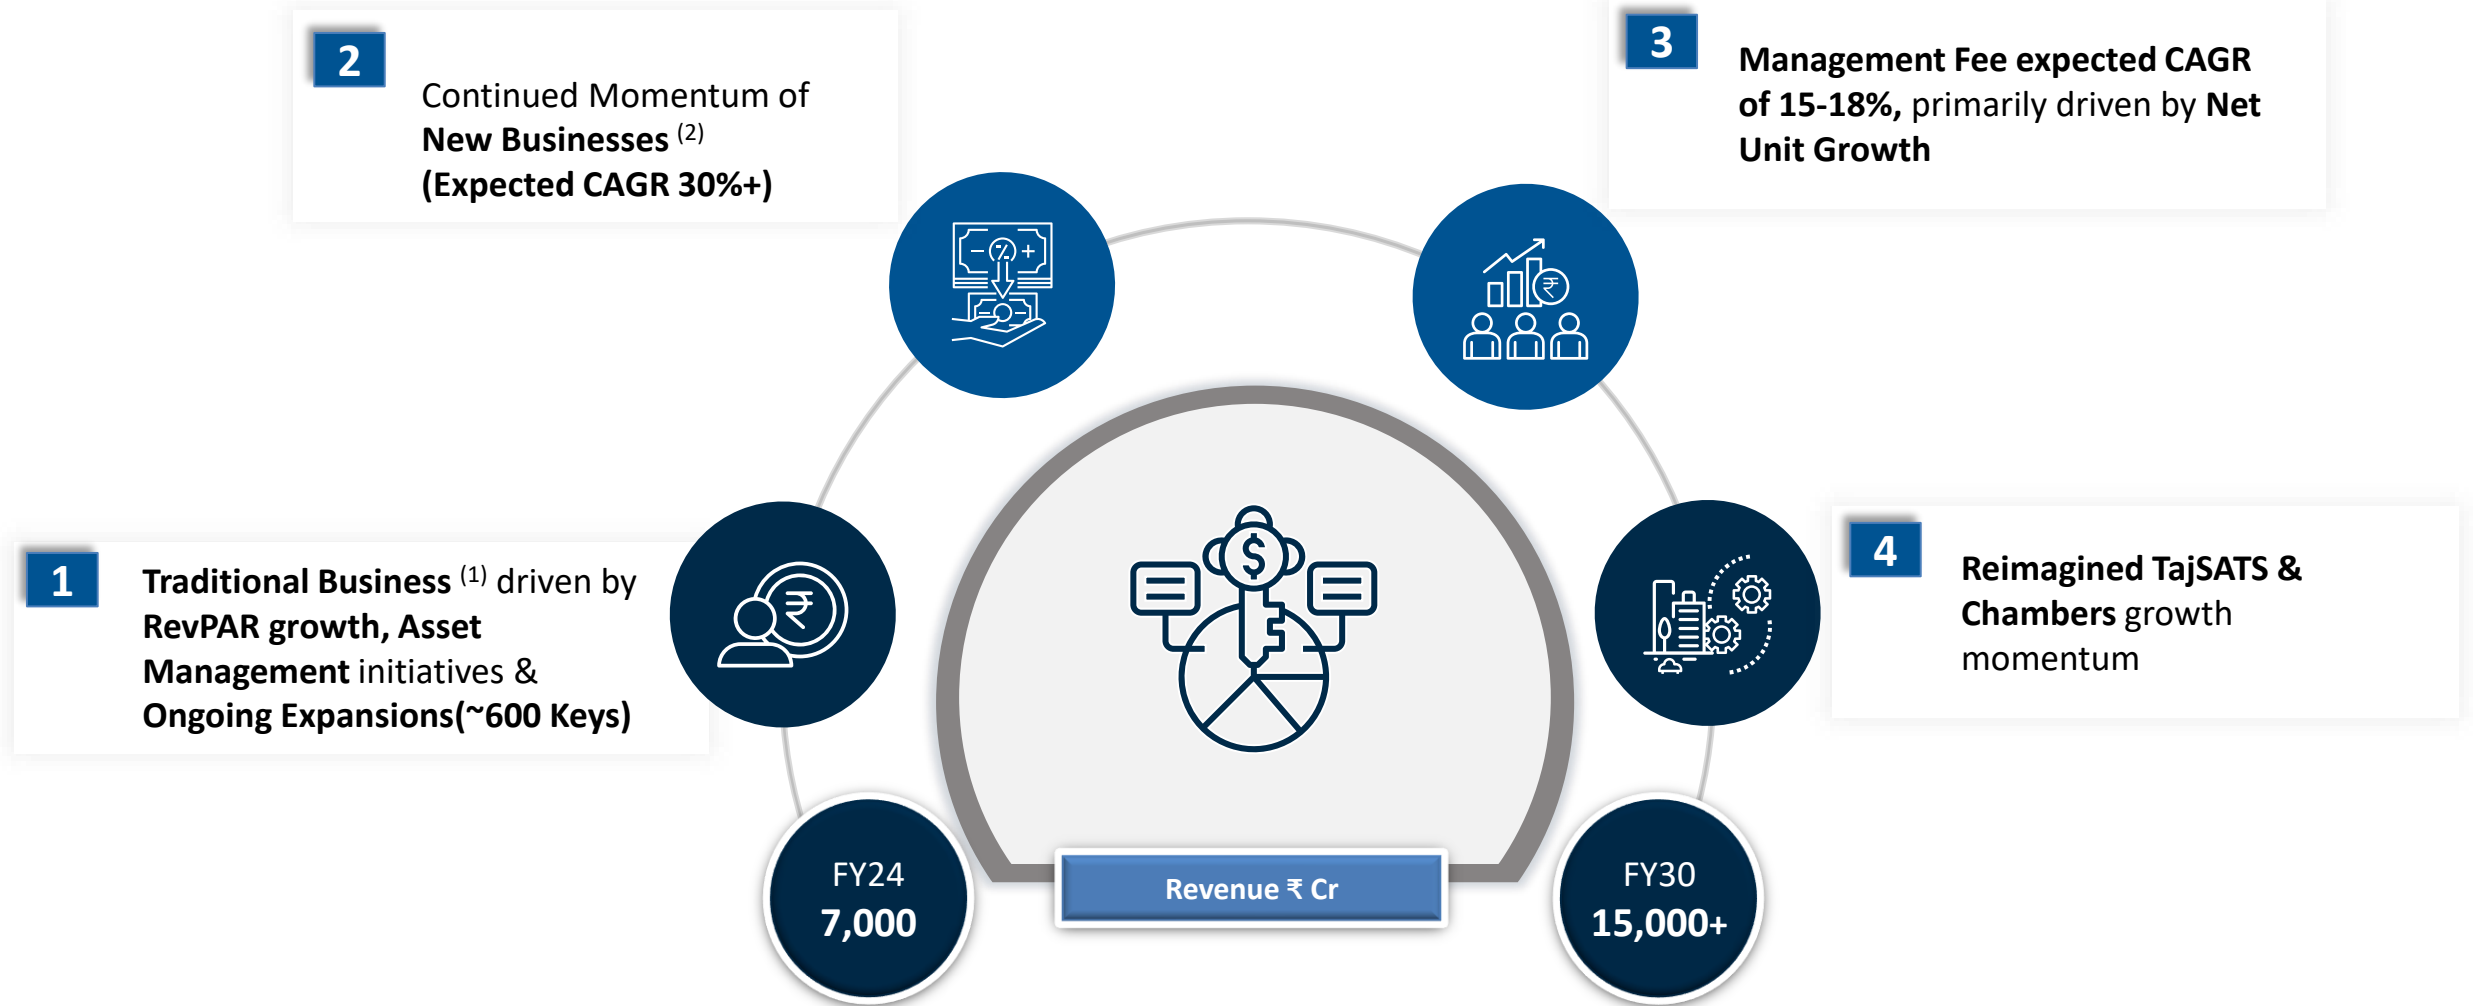 1
Traditional Business (1) driven by
RevPAR growth, Asset
Management initiatives &
Ongoing Expansions(~600 Keys)
2
Continued Momentum of
New Businesses (2)
(Expected CAGR 30%+)
3
Management Fee expected CAGR
of 15-18%, primarily driven by Net
Unit Growth
4
Reimagined TajSATS &
Chambers growth
momentum
FY24
7,000
Revenue ₹ Cr
FY30
15,000+